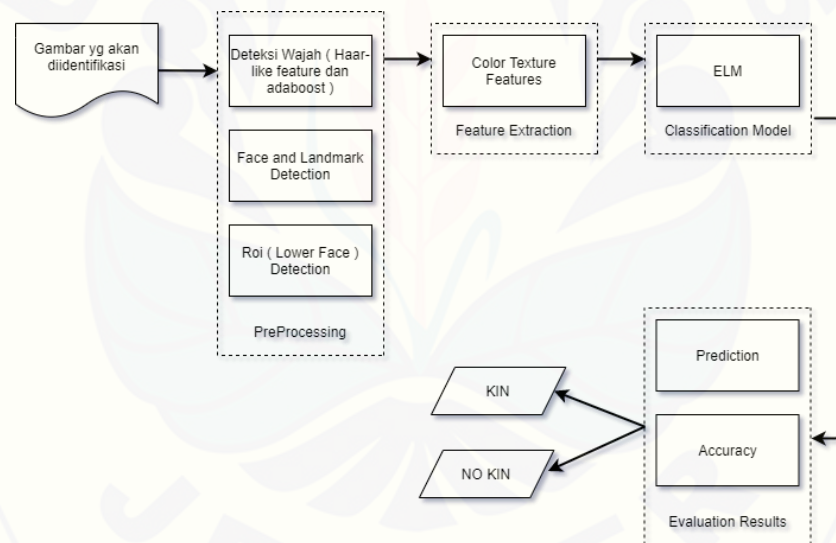 Gambar yg akan
diidentifikasi
Deteksi Wajah ( Haar-
like feature dan
adaboost )
Face and Landmark
Detection
Roi ( Lower Face )
Detection
PreProcessing
Color Texture
Features
Feature Extraction
ELM
Classification Model
Prediction
Accuracy
Evaluation Results
KIN
NO KIN